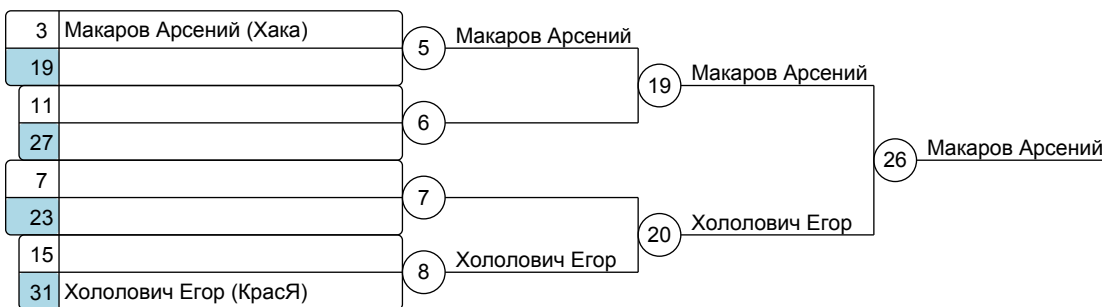 3 Макаров Арсений (Хака)
19
5 Макаров Арсений
11
27
6
19 Макаров Арсений
7
23
7
26 Макаров Арсений
15
31 Хололович Егор (КрасЯ)
8 Хололович Егор
20 Хололович Егор